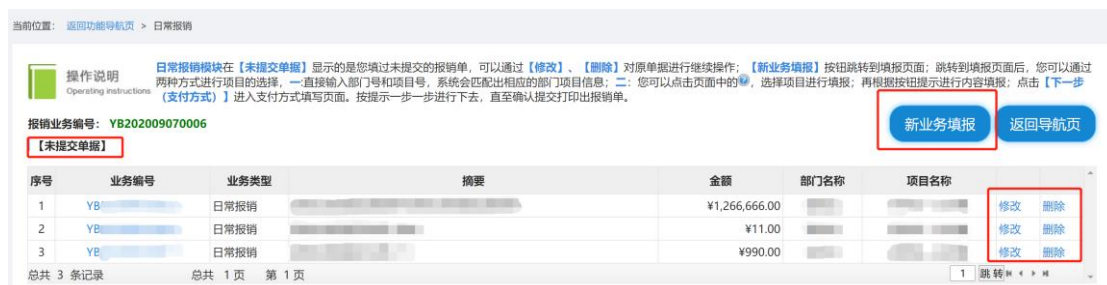 当前位置： 返回功能导航页 > 日常报销
操作说明
Operating instructions
日常报销模块在【未提交单据】显示的是您填过未提交的报销单，可以通过【修改】、【删除】对原单据进行继续操作；【新业务填报】按钮跳转到填报页面；跳转到填报页面后，您可以通过
两种方式进行项目的选择，一:直接输入部门号和项目号，系统会匹配出相应的部门项目信息；二：您可以点击页面中的，选择项目进行填报；再根据按钮提示进行内容填报；点击【下一步
（支付方式）】进入支付方式填写页面。按提示一步一步进行下去，直至确认提交打印出报销单。
报销业务编号： YB202009070006
新业务填报 返回导航页
【未提交单据】
序号 业务编号 业务类型 摘要 金额 部门名称 项目名称
1 YB 日常报销 ¥1,266,666.00 修改 删除
2 YB 日常报销 ¥11.00 修改 删除
3 YB 日常报销 ¥990.00 修改 删除
总共 3 条记录 总共 1 页 第 1 页 1 跳 转